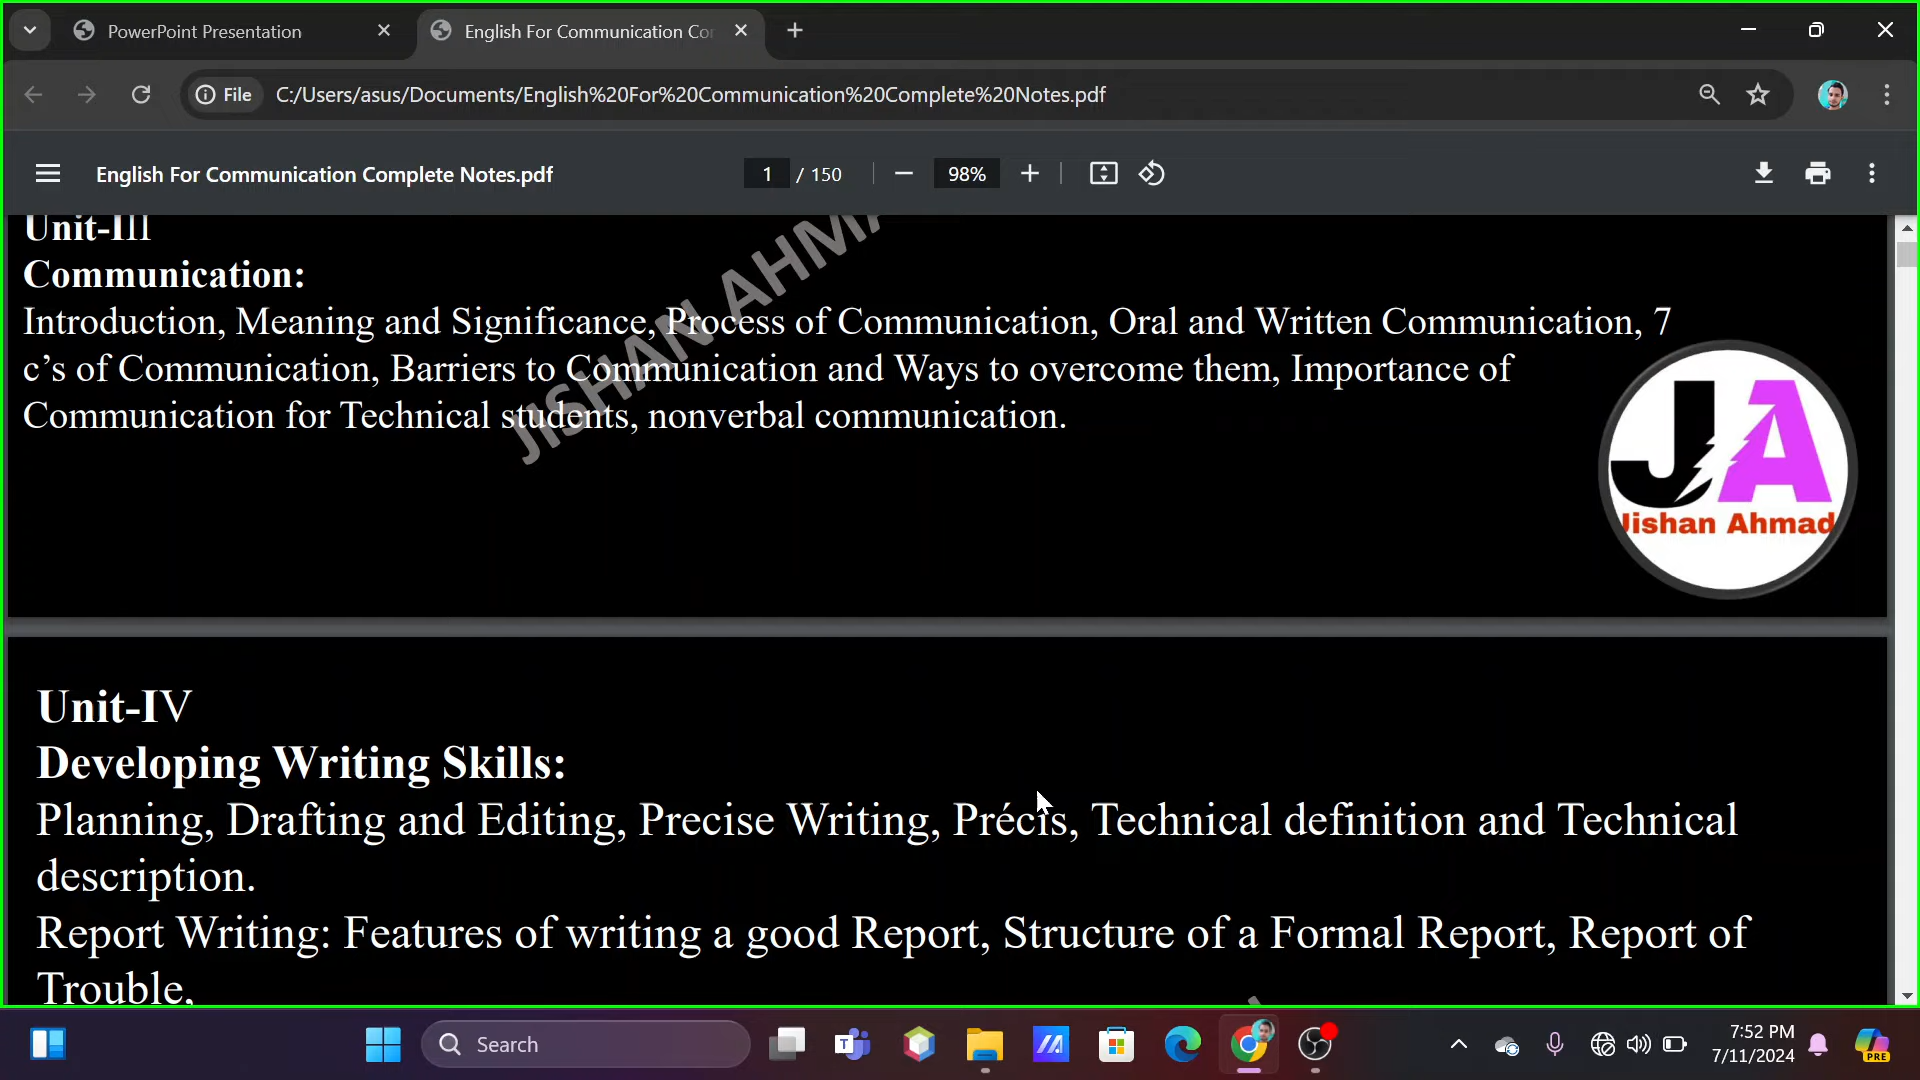 PowerPoint Presentation
English For Communication Co
File
C:/Users/asus/Documents/English%20For%20Communication%20Complete%20Notes.pdf
English For Communication Complete Notes.pdf
1 / 150
98%
Unit-III
Communication:
Introduction, Meaning and Significance, Process of Communication, Oral and Written Communication, 7
c’s of Communication, Barriers to Communication and Ways to overcome them, Importance of
Communication for Technical students, nonverbal communication.
JISHAN AHMA
JA
Jishan Ahmad
Unit-IV
Developing Writing Skills:
Planning, Drafting and Editing, Precise Writing, Précis, Technical definition and Technical
description.
Report Writing: Features of writing a good Report, Structure of a Formal Report, Report of
Trouble,
Search
7:52 PM
7/11/2024
PRE